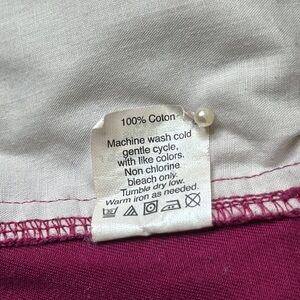 100% Coton
Machine wash cold
gentle cycle,
with like colors.
Non chlorine
bleach only.
Tumble dry low.
Warm iron as needed.